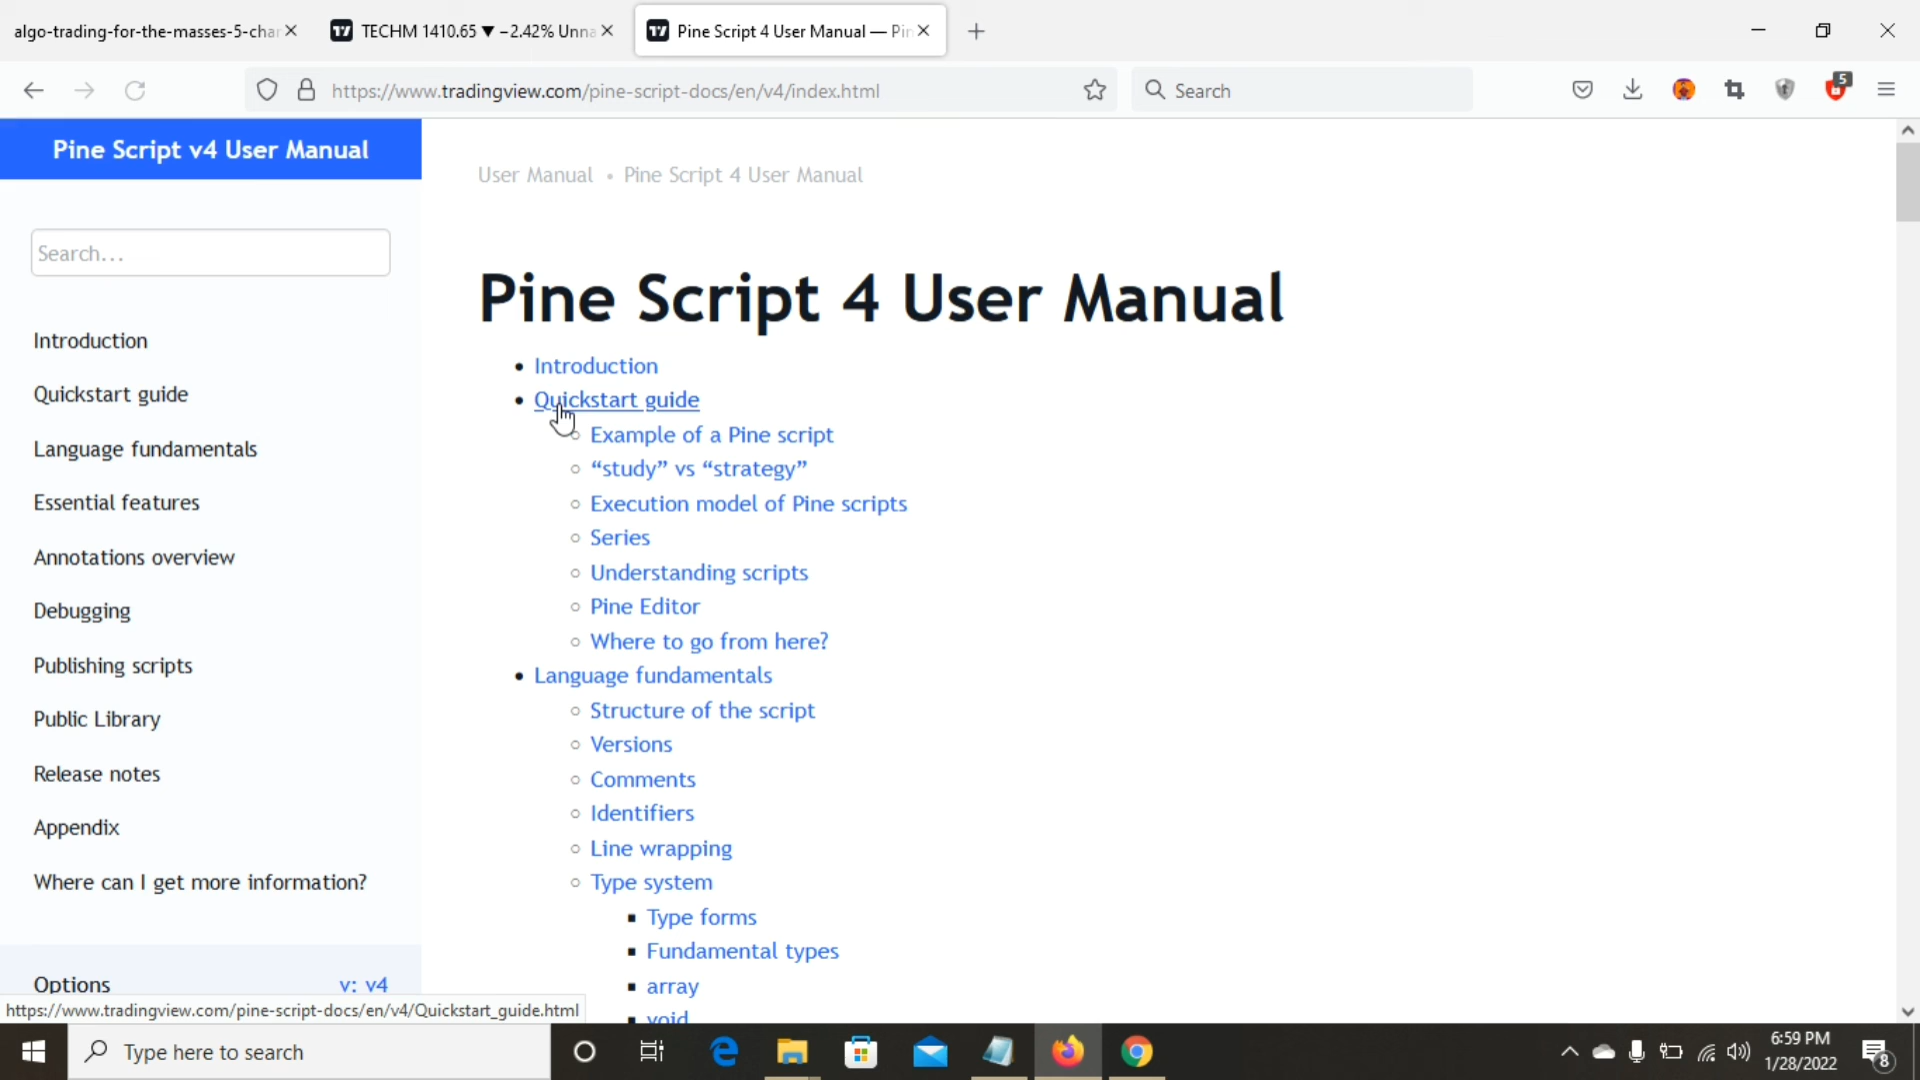 algo-trading-for-the-masses-5-cha
TECHM 1410.65 ▼ −2.42% Unna
Pine Script 4 User Manual — Pin
https://www.tradingview.com/pine-script-docs/en/v4/index.html
Search
5
Pine Script v4 User Manual
Search...
Introduction
Quickstart guide
Language fundamentals
Essential features
Annotations overview
Debugging
Publishing scripts
Public Library
Release notes
Appendix
Where can I get more information?
Options v: v4
User Manual • Pine Script 4 User Manual
Pine Script 4 User Manual
Introduction
Quickstart guide
Example of a Pine script
“study” vs “strategy”
Execution model of Pine scripts
Series
Understanding scripts
Pine Editor
Where to go from here?
Language fundamentals
Structure of the script
Versions
Comments
Identifiers
Line wrapping
Type system
Type forms
Fundamental types
array
void
https://www.tradingview.com/pine-script-docs/en/v4/Quickstart_guide.html
Type here to search
6:59 PM
1/28/2022
8